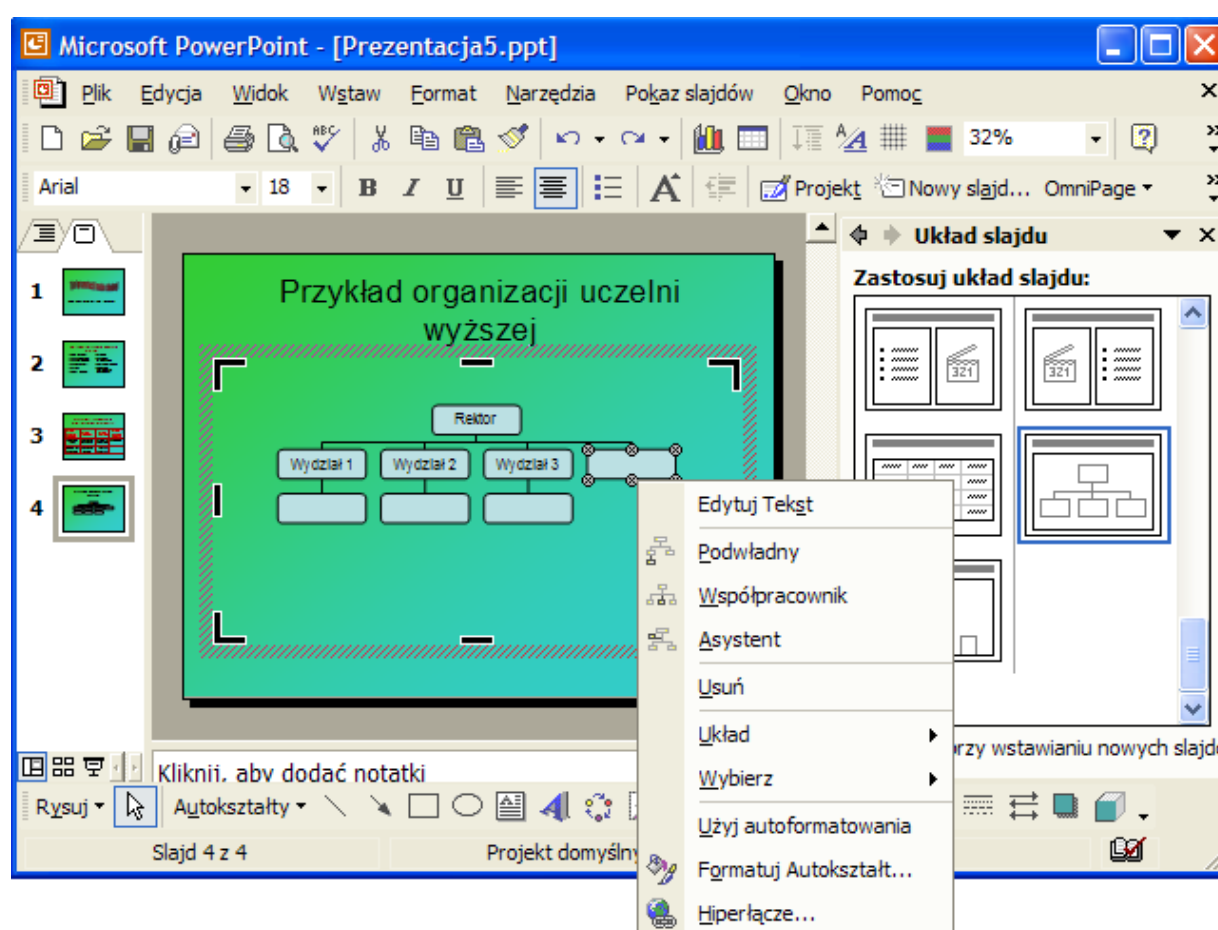 Microsoft PowerPoint - [Prezentacja5.ppt]
Plik Edycja Widok Wstaw Format Narzędzia Pokaz slajdów Okno Pomoc
ABC 32%
Arial 18 B I U Projekt Nowy slajd... OmniPage
Układ slajdu
Zastosuj układ slajdu:
1
2
3
4
Przykład organizacji uczelni
wyższej
Rektor
Wydział 1 Wydział 2 Wydział 3
321 321
Edytuj Tekst
Podwładny
Współpracownik
Asystent
Usuń
Układ
Wybierz
Użyj autoformatowania
Formatuj Autokształt...
Hiperłącze...
wstawianiu nowych
Kliknij, aby dodać notatki
Rysuj Autokształty
Slajd 4 z 4 Projekt domyślny